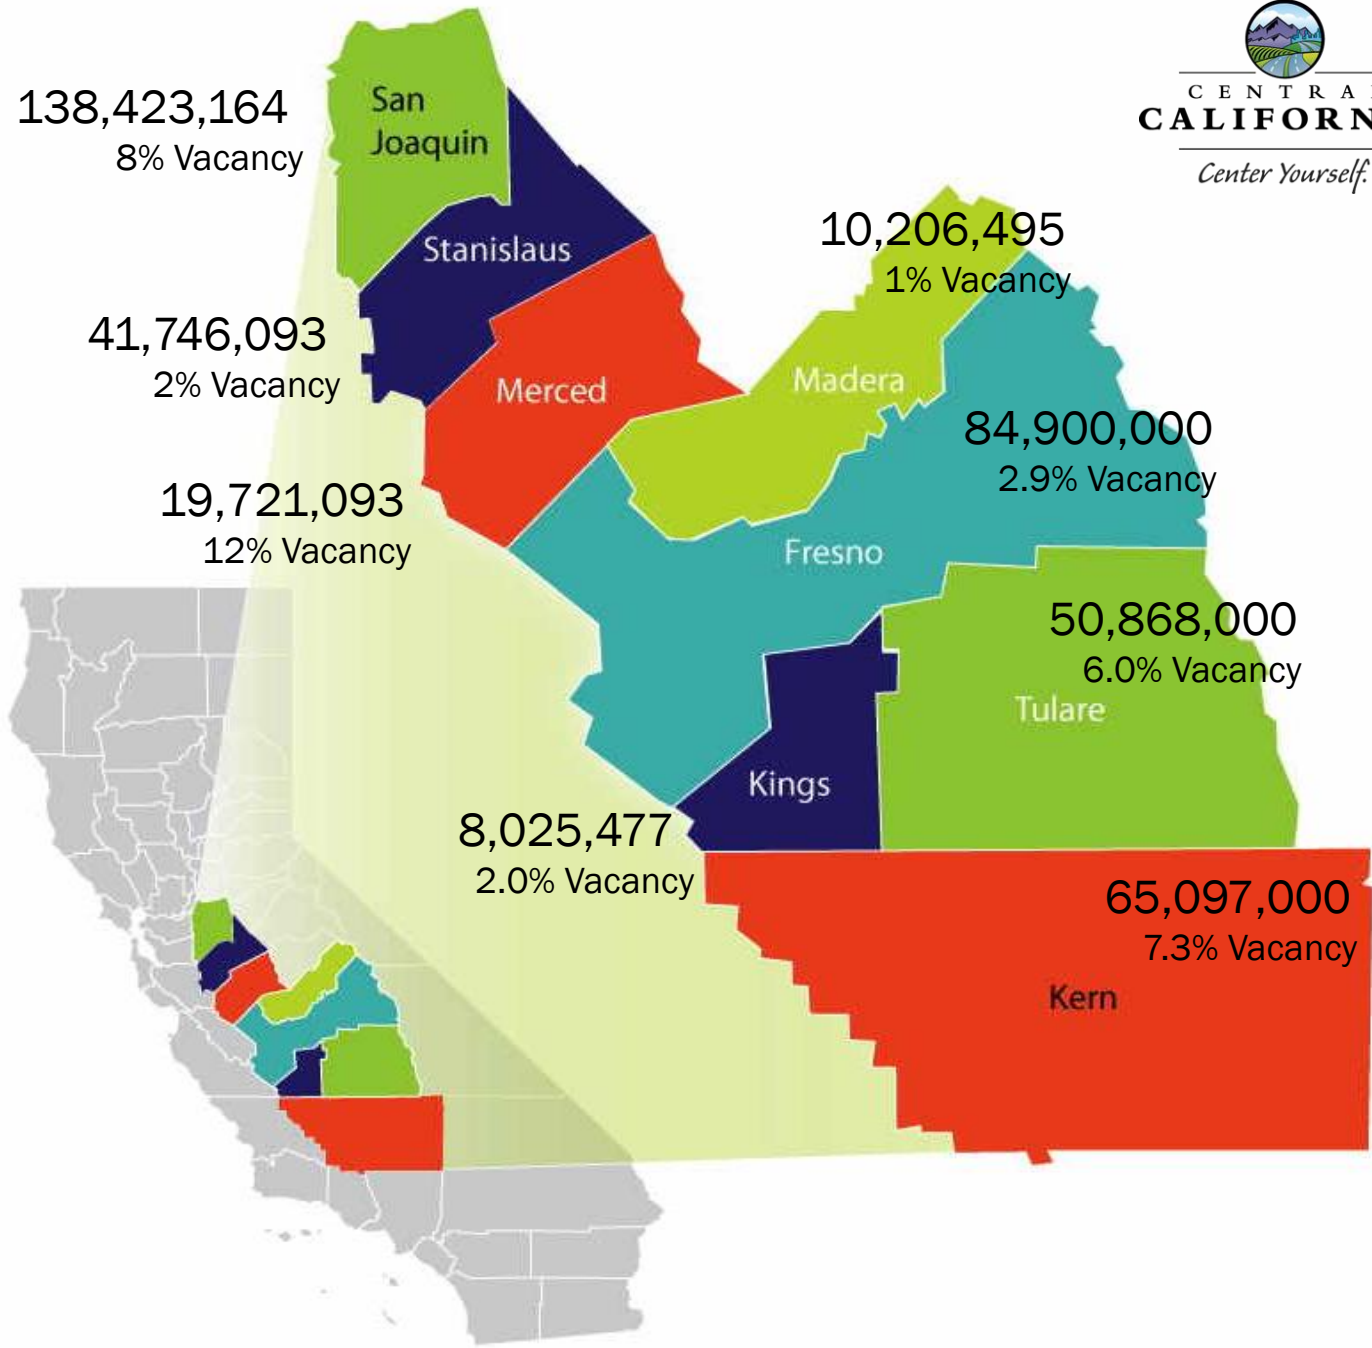 CENTRAL
CALIFORN
Center Yourself.
San
Joaquin
138,423,164
8% Vacancy
Stanislaus
10,206,495
1% Vacancy
41,746,093
2% Vacancy
Merced
Madera
84,900,000
2.9% Vacancy
19,721,093
12% Vacancy
Fresno
50,868,000
6.0% Vacancy
Tulare
Kings
8,025,477
2.0% Vacancy
65,097,000
7.3% Vacancy
Kern